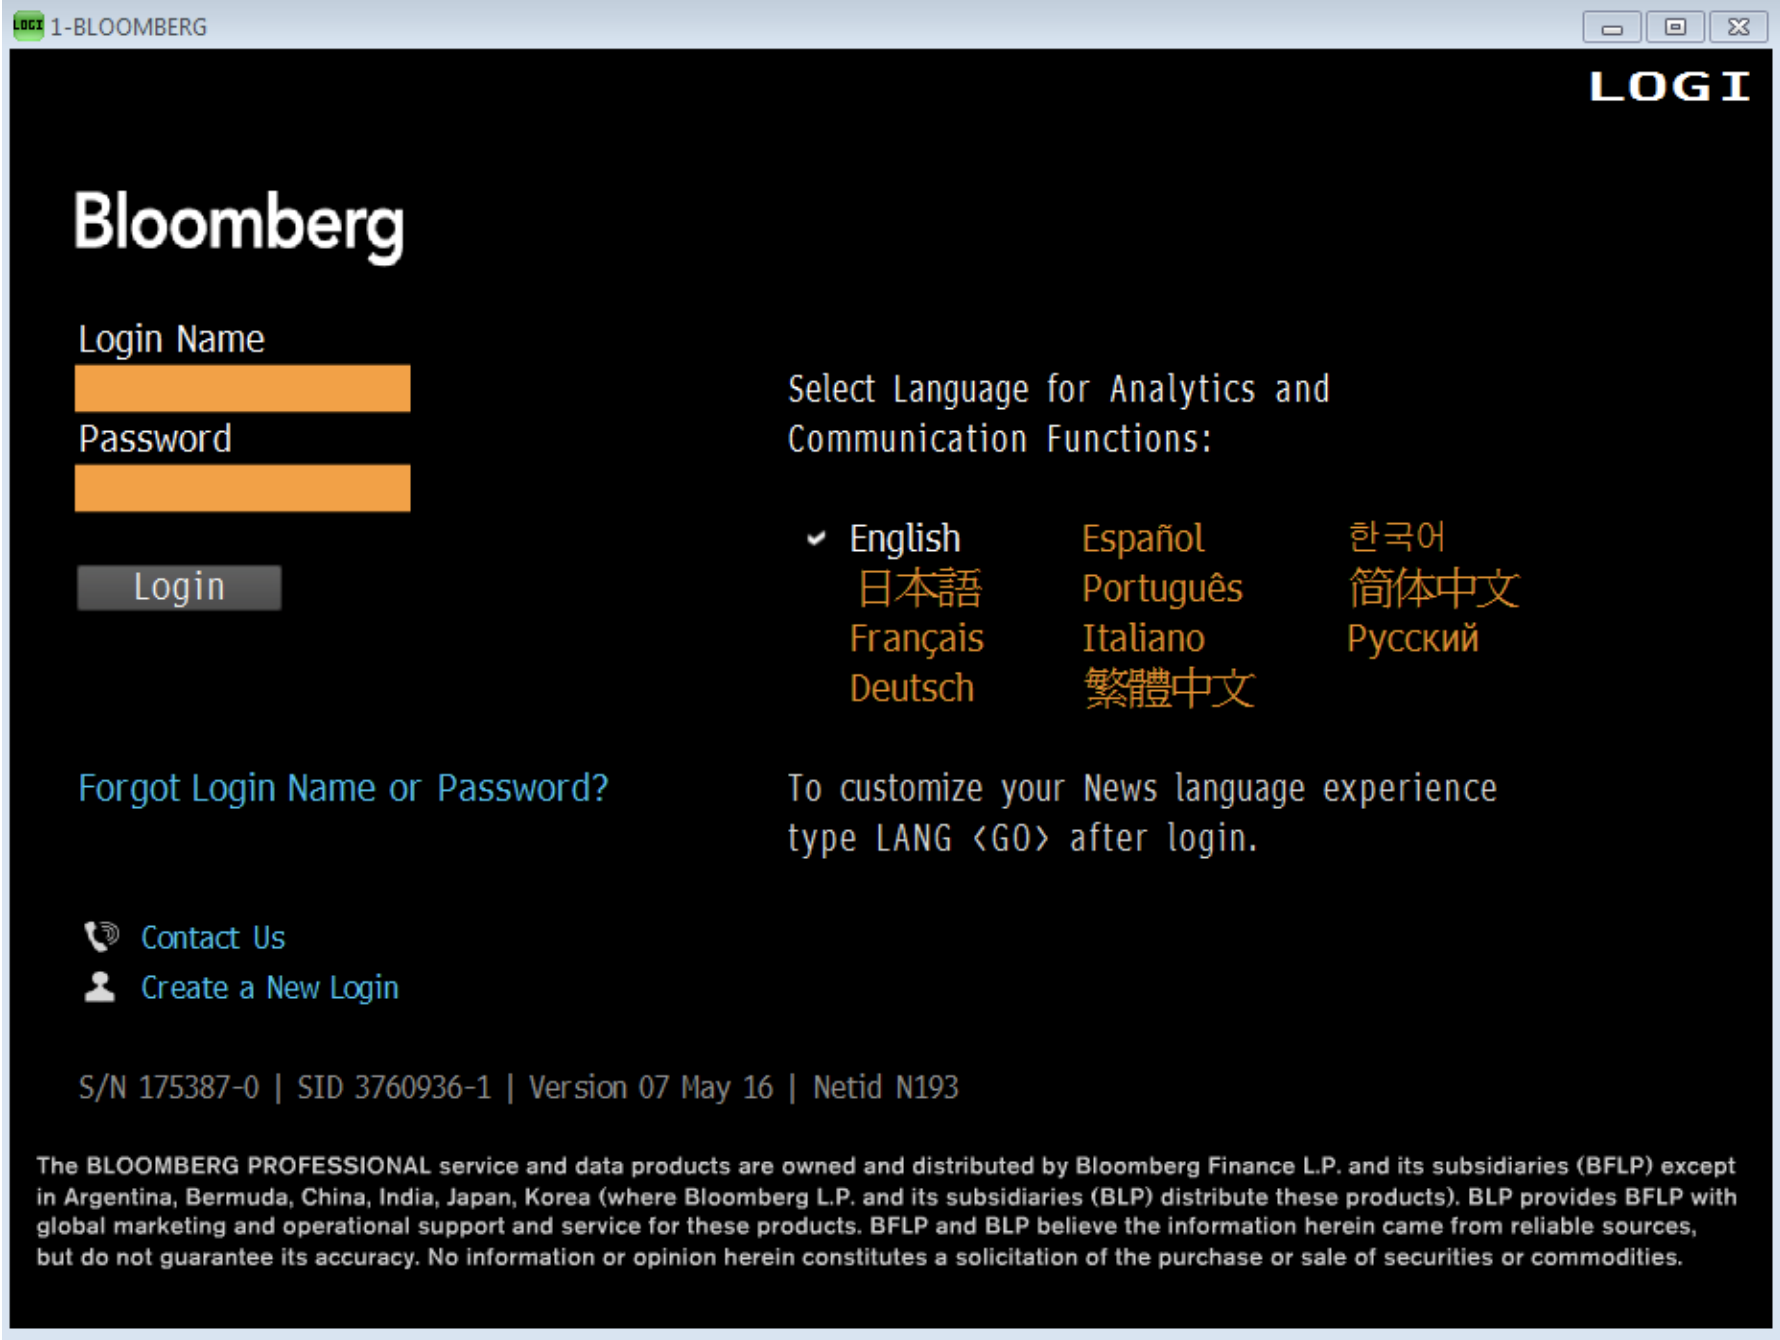 LOGI 1-BLOOMBERG
LOGI
Bloomberg
Login Name
Password
Login
Select Language for Analytics and
Communication Functions:
English Español 한국어
日本語 Português 简体中文
Français Italiano Русский
Deutsch 繁體中文
Forgot Login Name or Password?
To customize your News language experience
type LANG <GO> after login.
Contact Us
Create a New Login
S/N 175387-0 | SID 3760936-1 | Version 07 May 16 | Netid N193
The BLOOMBERG PROFESSIONAL service and data products are owned and distributed by Bloomberg Finance L.P. and its subsidiaries (BFLP) except
in Argentina, Bermuda, China, India, Japan, Korea (where Bloomberg L.P. and its subsidiaries (BLP) distribute these products). BLP provides BFLP with
global marketing and operational support and service for these products. BFLP and BLP believe the information herein came from reliable sources,
but do not guarantee its accuracy. No information or opinion herein constitutes a solicitation of the purchase or sale of securities or commodities.